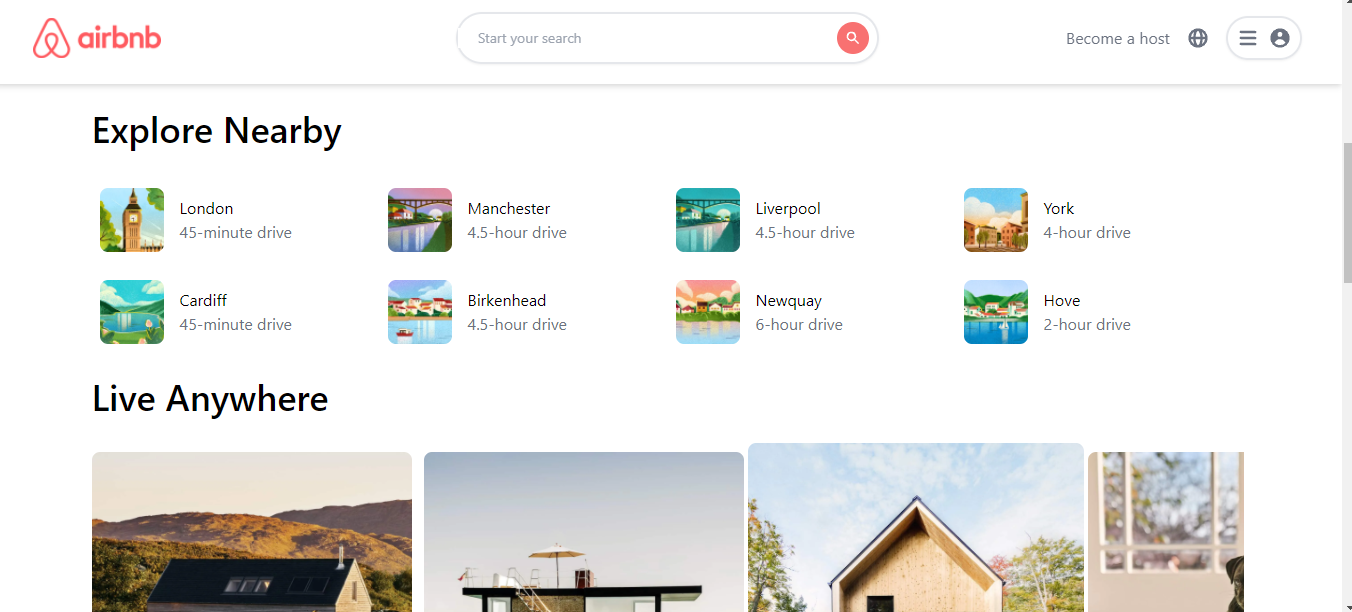 airbnb
Start your search
Become a host
Explore Nearby
London
45-minute drive
Manchester
4.5-hour drive
Liverpool
4.5-hour drive
York
4-hour drive
Cardiff
45-minute drive
Birkenhead
4.5-hour drive
Newquay
6-hour drive
Hove
2-hour drive
Live Anywhere